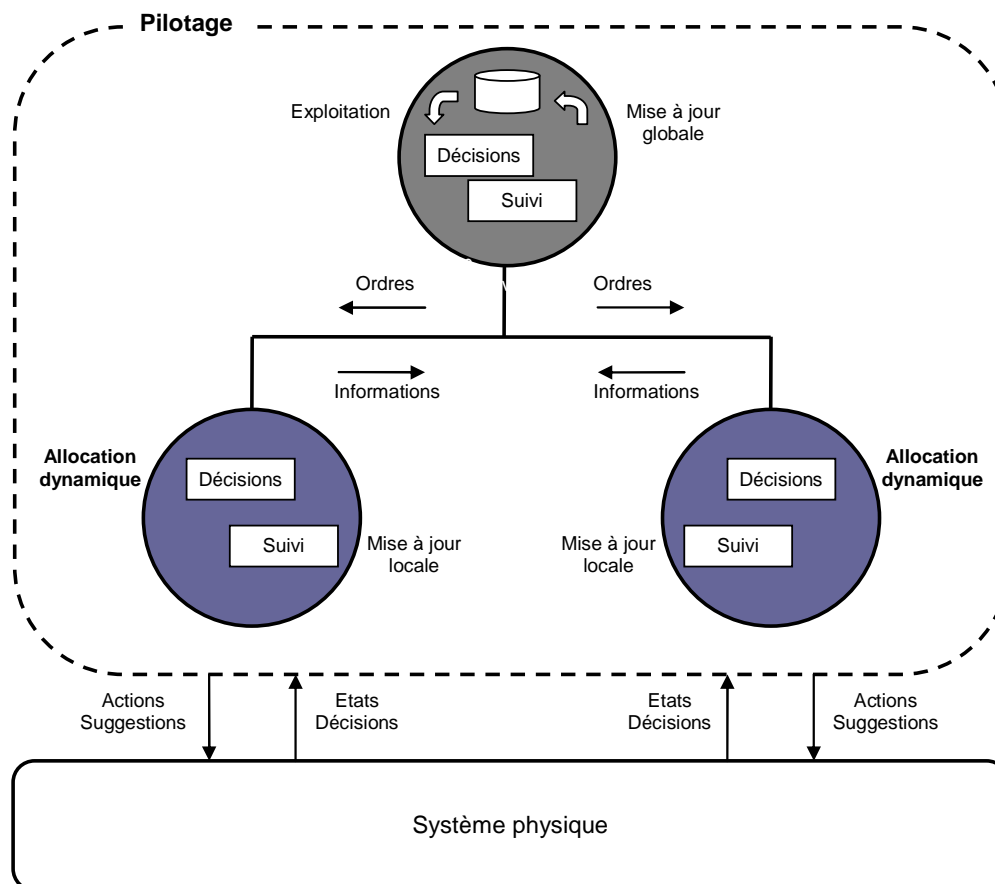 Pilotage
Exploitation
Mise à jour
globale
Décisions
Suivi
Ordres
Ordres
Informations
Informations
Allocation
dynamique
Décisions
Suivi
Mise à jour
locale
Allocation
dynamique
Décisions
Suivi
Mise à jour
locale
Actions
Suggestions
Etats
Décisions
Etats
Décisions
Actions
Suggestions
Système physique